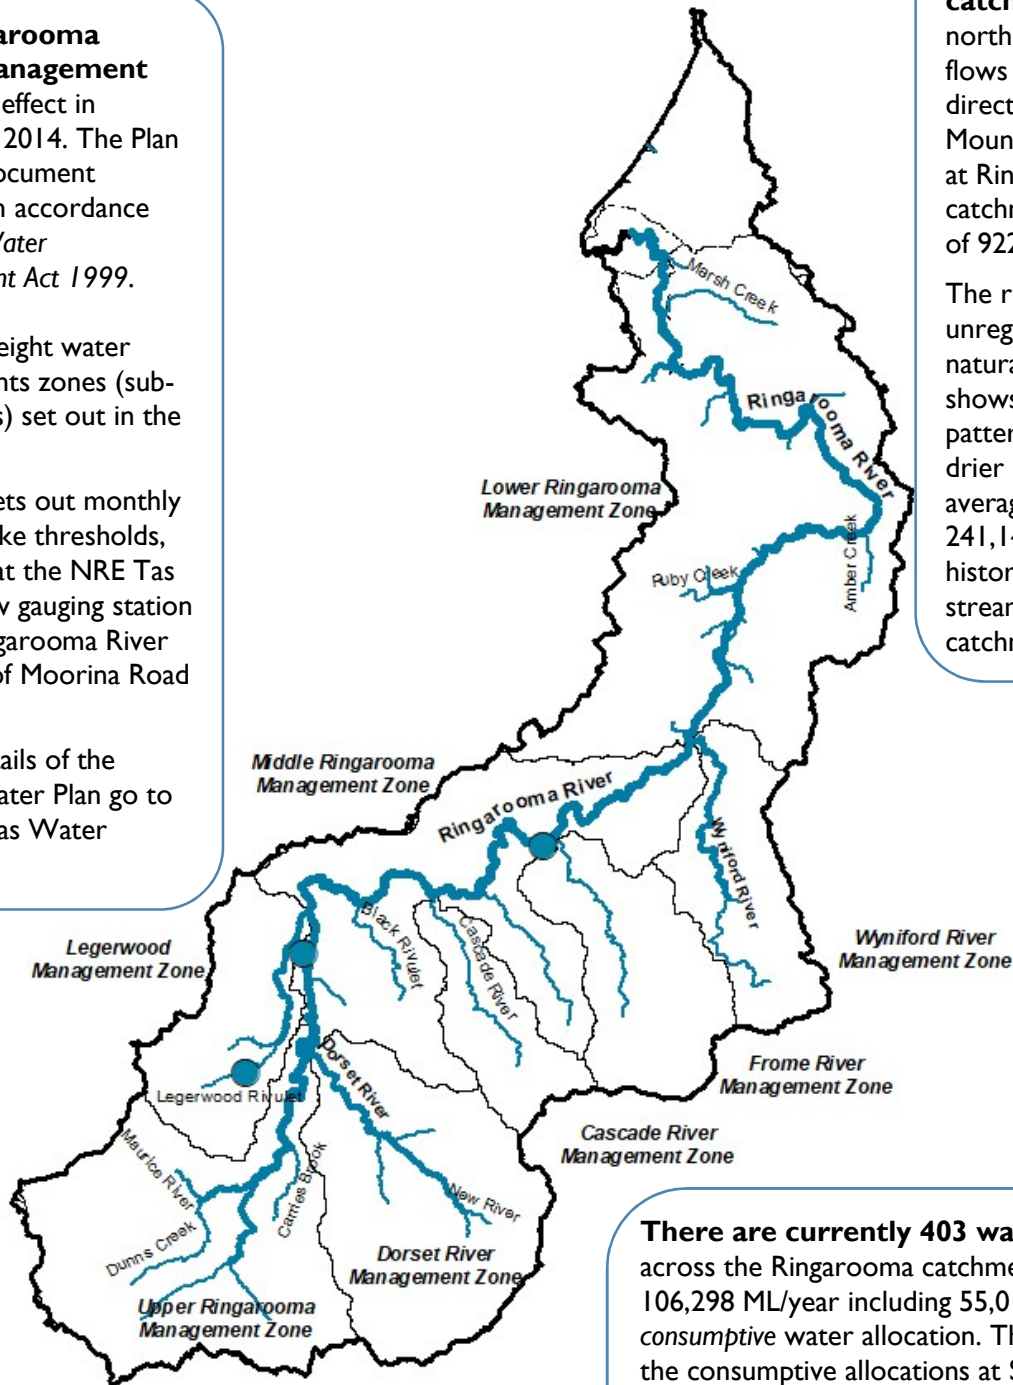 arooma
anagement
effect in
2014. The Plan
ocument
n accordance
Vater
nt Act 1999.
eight water
nts zones (sub-
s) set out in the
ets out monthly
ke thresholds,
at the NRE Tas
w gauging station
garooma River
of Moorina Road
tails of the
ater Plan go to
as Water
catchm
north
flows
direct
Moun
at Rin
catchm
of 922
The r
unreg
natura
shows
patter
drier
averag
241,14
histor
strear
catchm
Marsh Creek
Ringarooma River
Lower Ringarooma
Management Zone
Ruby Creek
Amber Creek
Middle Ringarooma
Management Zone
Ringarooma River
Wyniford River
Black Rivulet
Cascade River
Legerwood
Management Zone
Wyniford River
Management Zone
Dorset River
Frome River
Management Zone
Legerwood Rivulet
Cascade River
Management Zone
Maurice River
Carries Brook
New River
Dunns Creek
Dorset River
Management Zone
Upper Ringarooma
Management Zone
There are currently 403 wa
across the Ringarooma catchme
106,298 ML/year including 55,0
consumptive water allocation. Th
the consumptive allocations at S